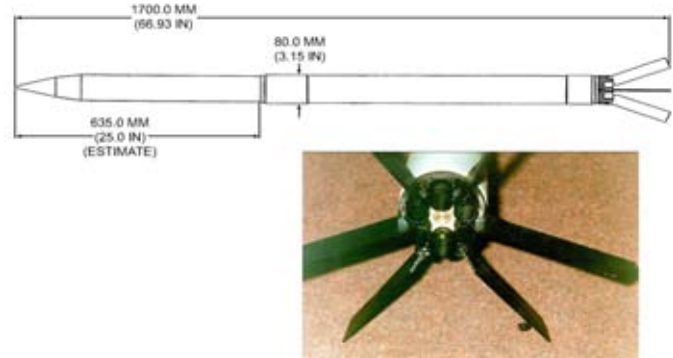 1700.0 MM
(66.93 IN)
80.0 MM
(3.15 IN)
635.0 MM
(25.0 IN)
(ESTIMATE)